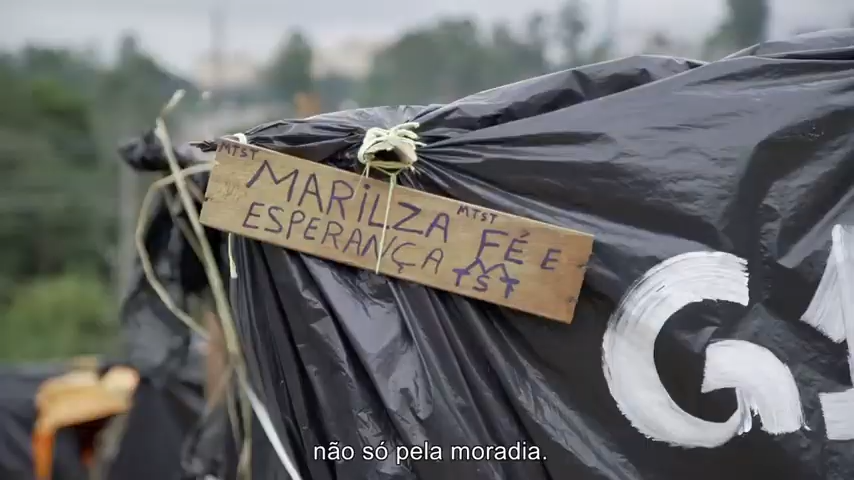 MTST
MARILZA MTST FÉ E
ESPERANÇA MTST
G
não só pela moradia.